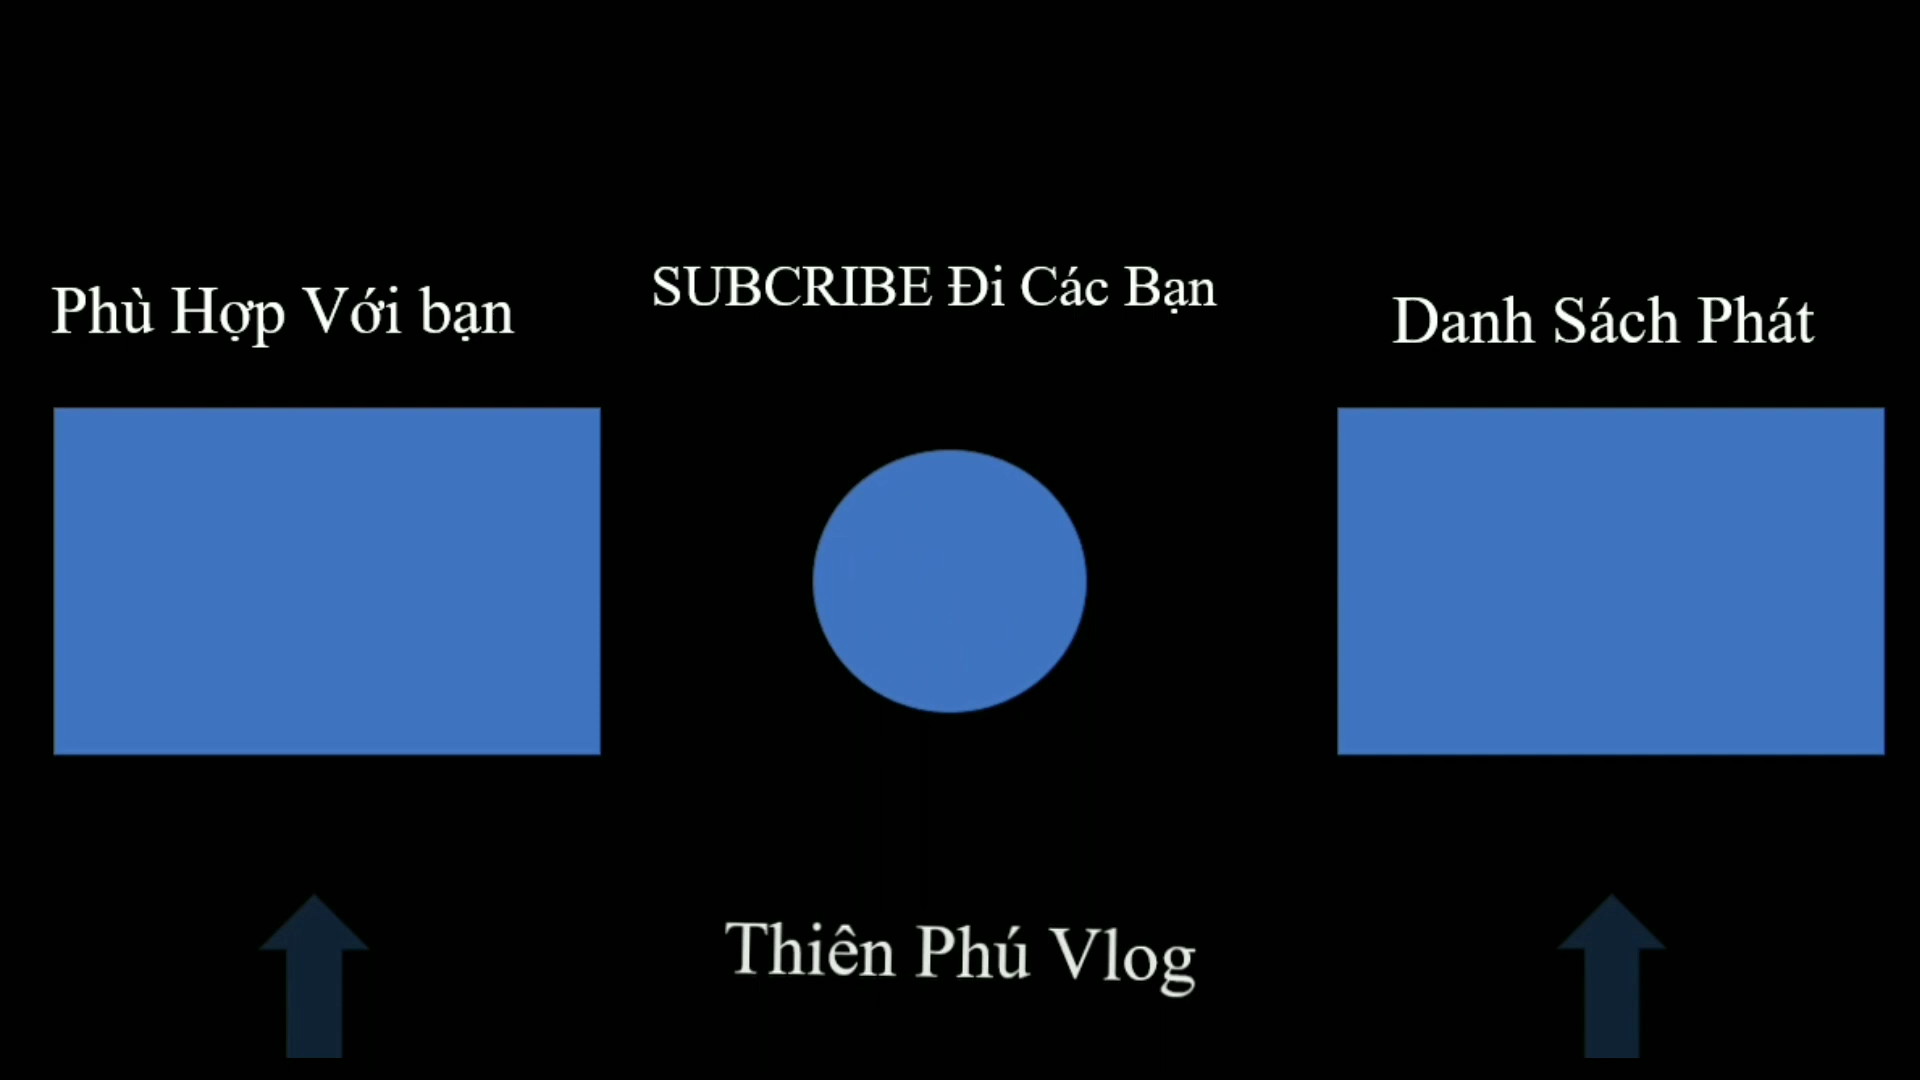 Phù Hợp Với bạn
SUBCRIBE Đi Các Bạn
Danh Sách Phát
Thiên Phú Vlog